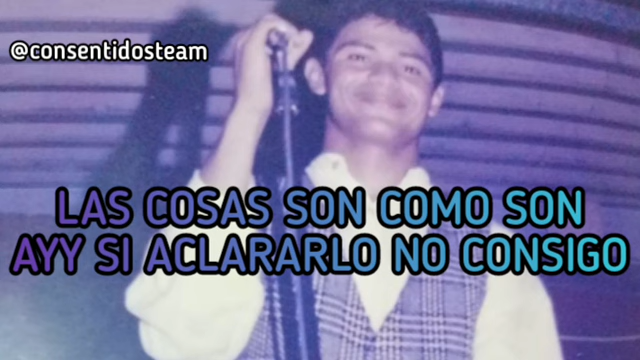 @consentidosteam
LAS COSAS SON COMO SON
AYY SI ACLARARLO NO CONSIGO